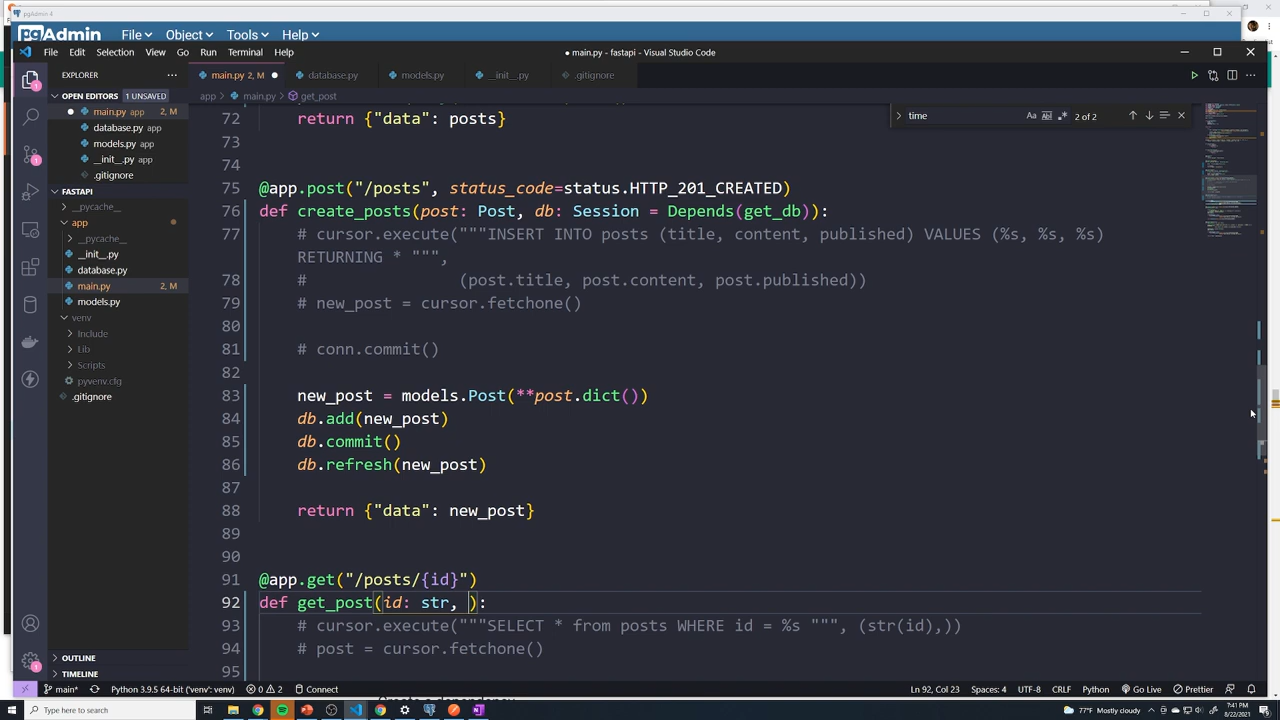 pgAdmin 4
pgAdmin File Object Tools Help
File Edit Selection View Go Run Terminal Help
● main.py - fastapi - Visual Studio Code
EXPLORER
OPEN EDITORS 1 UNSAVED
main.py app 2, M
database.py app
models.py app
__init__.py app
.gitignore
FASTAPI
__pycache__
app
__pycache__
__init__.py
database.py
main.py 2, M
models.py
venv
Include
Lib
Scripts
pyvenv.cfg
.gitignore
OUTLINE
TIMELINE
main.py 2, M
database.py
models.py
__init__.py
.gitignore
app > main.py > get_post
time
2 of 2
72 return {"data": posts}
73
74
75 @app.post("/posts", status_code=status.HTTP_201_CREATED)
76 def create_posts(post: Post, db: Session = Depends(get_db)):
77 # cursor.execute("""INSERT INTO posts (title, content, published) VALUES (%s, %s, %s)
RETURNING * """,
78 # (post.title, post.content, post.published))
79 # new_post = cursor.fetchone()
80
81 # conn.commit()
82
83 new_post = models.Post(**post.dict())
84 db.add(new_post)
85 db.commit()
86 db.refresh(new_post)
87
88 return {"data": new_post}
89
90
91 @app.get("/posts/{id}")
92 def get_post(id: str, ):
93 # cursor.execute("""SELECT * from posts WHERE id = %s """, (str(id),))
94 # post = cursor.fetchone()
95
main* Python 3.9.5 64-bit ('venv': venv) 0 2 Connect Ln 92, Col 23 Spaces: 4 UTF-8 CRLF Python Go Live Prettier
Type here to search
77°F Mostly cloudy
7:41 PM
8/22/2021